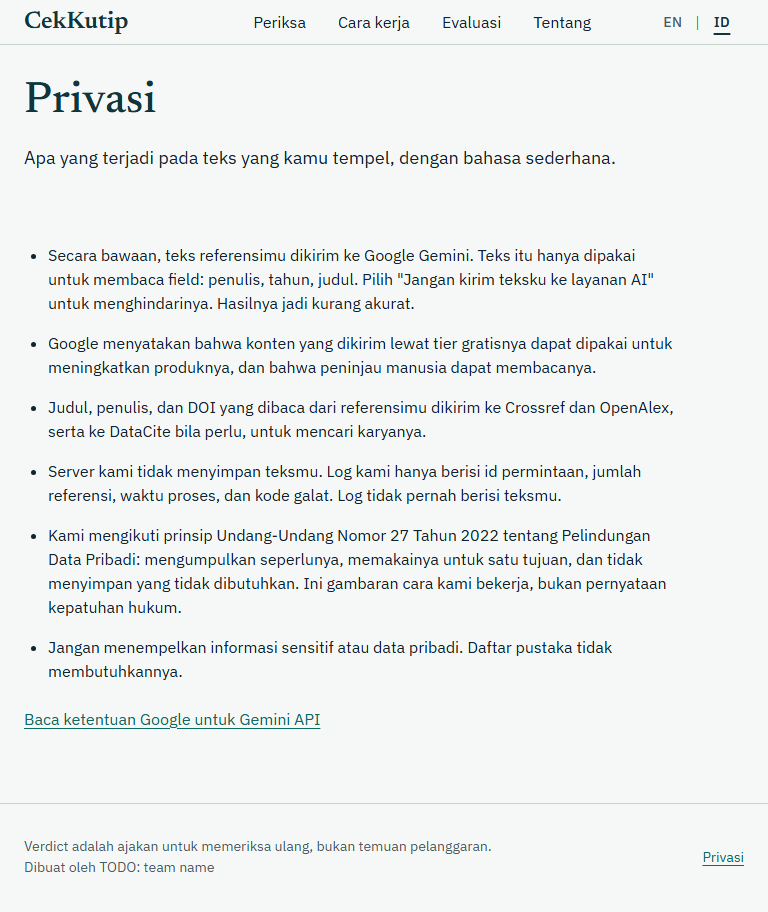 CekKutip Periksa Cara kerja Evaluasi Tentang EN | ID
Privasi
Apa yang terjadi pada teks yang kamu tempel, dengan bahasa sederhana.
• Secara bawaan, teks referensimu dikirim ke Google Gemini. Teks itu hanya dipakai
untuk membaca field: penulis, tahun, judul. Pilih "Jangan kirim teksku ke layanan AI"
untuk menghindarinya. Hasilnya jadi kurang akurat.
• Google menyatakan bahwa konten yang dikirim lewat tier gratisnya dapat dipakai untuk
meningkatkan produknya, dan bahwa peninjau manusia dapat membacanya.
• Judul, penulis, dan DOI yang dibaca dari referensimu dikirim ke Crossref dan OpenAlex,
serta ke DataCite bila perlu, untuk mencari karyanya.
• Server kami tidak menyimpan teksmu. Log kami hanya berisi id permintaan, jumlah
referensi, waktu proses, dan kode galat. Log tidak pernah berisi teksmu.
• Kami mengikuti prinsip Undang-Undang Nomor 27 Tahun 2022 tentang Pelindungan
Data Pribadi: mengumpulkan seperlunya, memakainya untuk satu tujuan, dan tidak
menyimpan yang tidak dibutuhkan. Ini gambaran cara kami bekerja, bukan pernyataan
kepatuhan hukum.
• Jangan menempelkan informasi sensitif atau data pribadi. Daftar pustaka tidak
membutuhkannya.
Baca ketentuan Google untuk Gemini API
Verdict adalah ajakan untuk memeriksa ulang, bukan temuan pelanggaran.
Dibuat oleh TODO: team name
Privasi